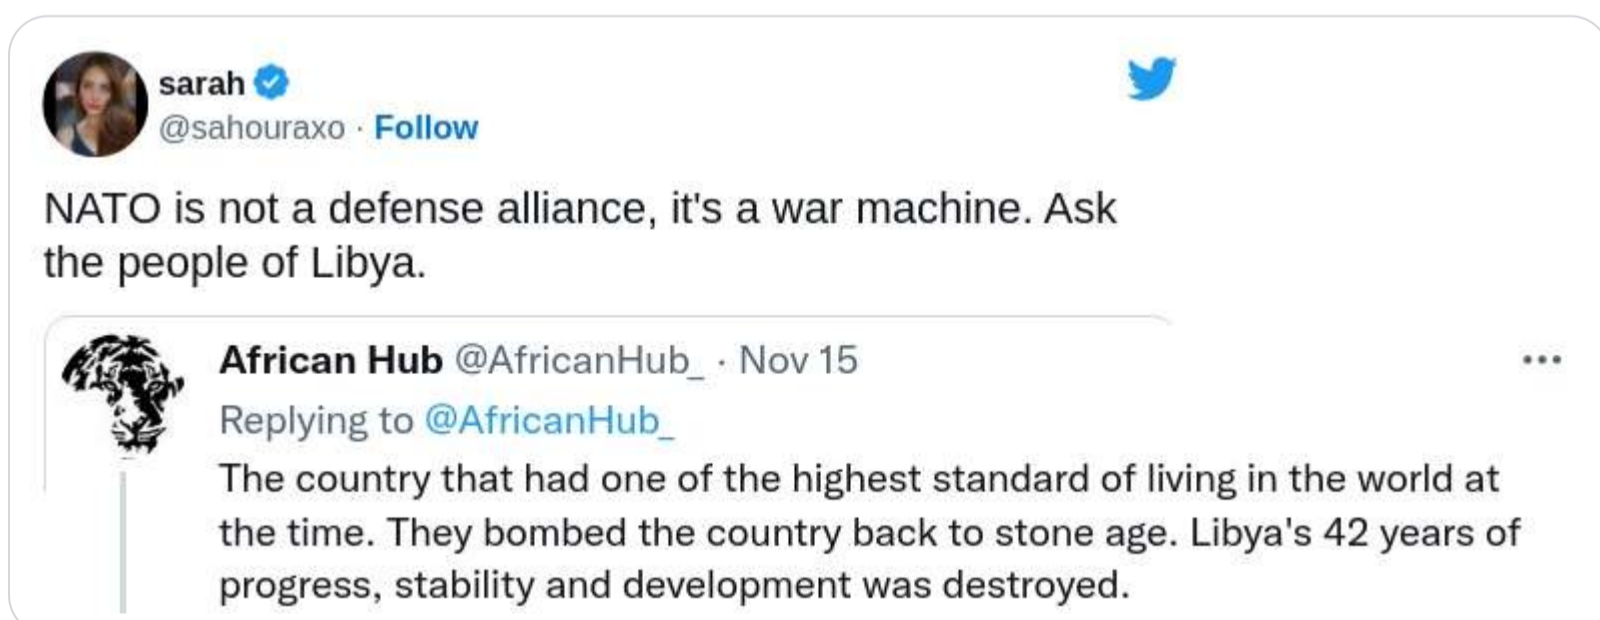 sarah
@sahouraxo · Follow
NATO is not a defense alliance, it's a war machine. Ask
the people of Libya.
African Hub @AfricanHub_ · Nov 15
Replying to @AfricanHub_
The country that had one of the highest standard of living in the world at
the time. They bombed the country back to stone age. Libya's 42 years of
progress, stability and development was destroyed.